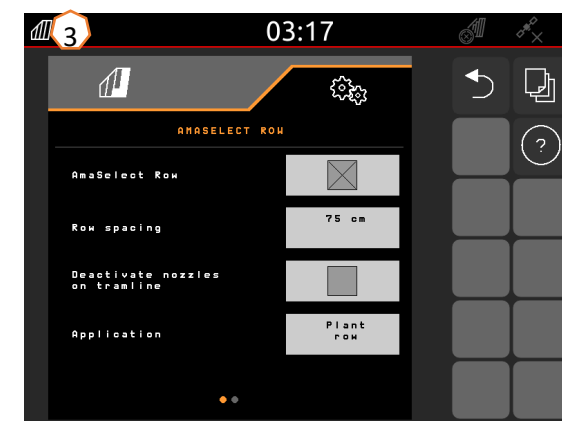 3
03:17
AMASELECT ROW
AmaSelect Row
Row spacing
75 cm
Deactivate nozzles
on tramline
Application
Plant
row
?